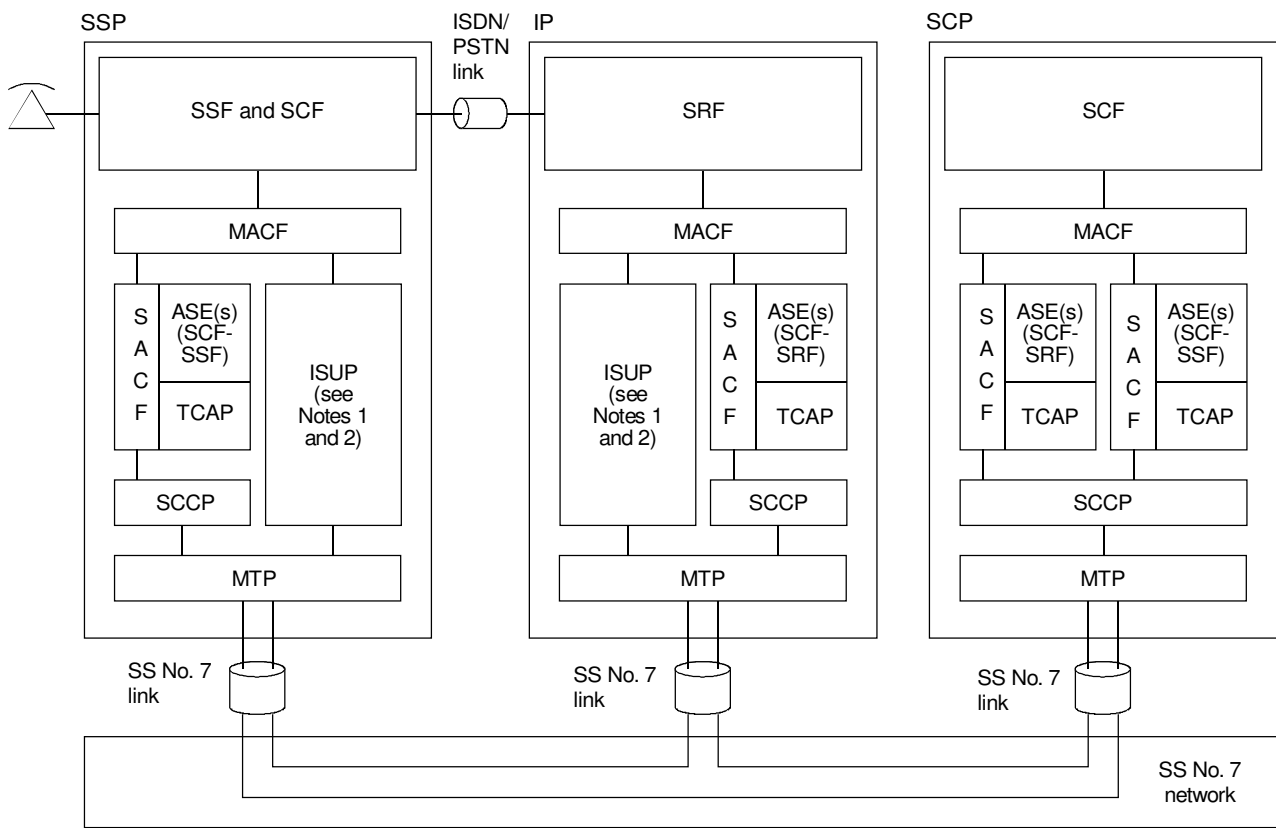 SSP
ISDN/
PSTN
link
IP
SCP
SSF and SCF
SRF
SCF
MACF
MACF
MACF
S
A
C
F
ASE(s)
(SCF-
SSF)
TCAP
ISUP
(see
Notes 1
and 2)
ISUP
(see
Notes 1
and 2)
S
A
C
F
ASE(s)
(SCF-
SRF)
TCAP
S
A
C
F
ASE(s)
(SCF-
SRF)
TCAP
S
A
C
F
ASE(s)
(SCF-
SSF)
TCAP
SCCP
SCCP
SCCP
MTP
MTP
MTP
SS No. 7
link
SS No. 7
link
SS No. 7
link
SS No. 7
network